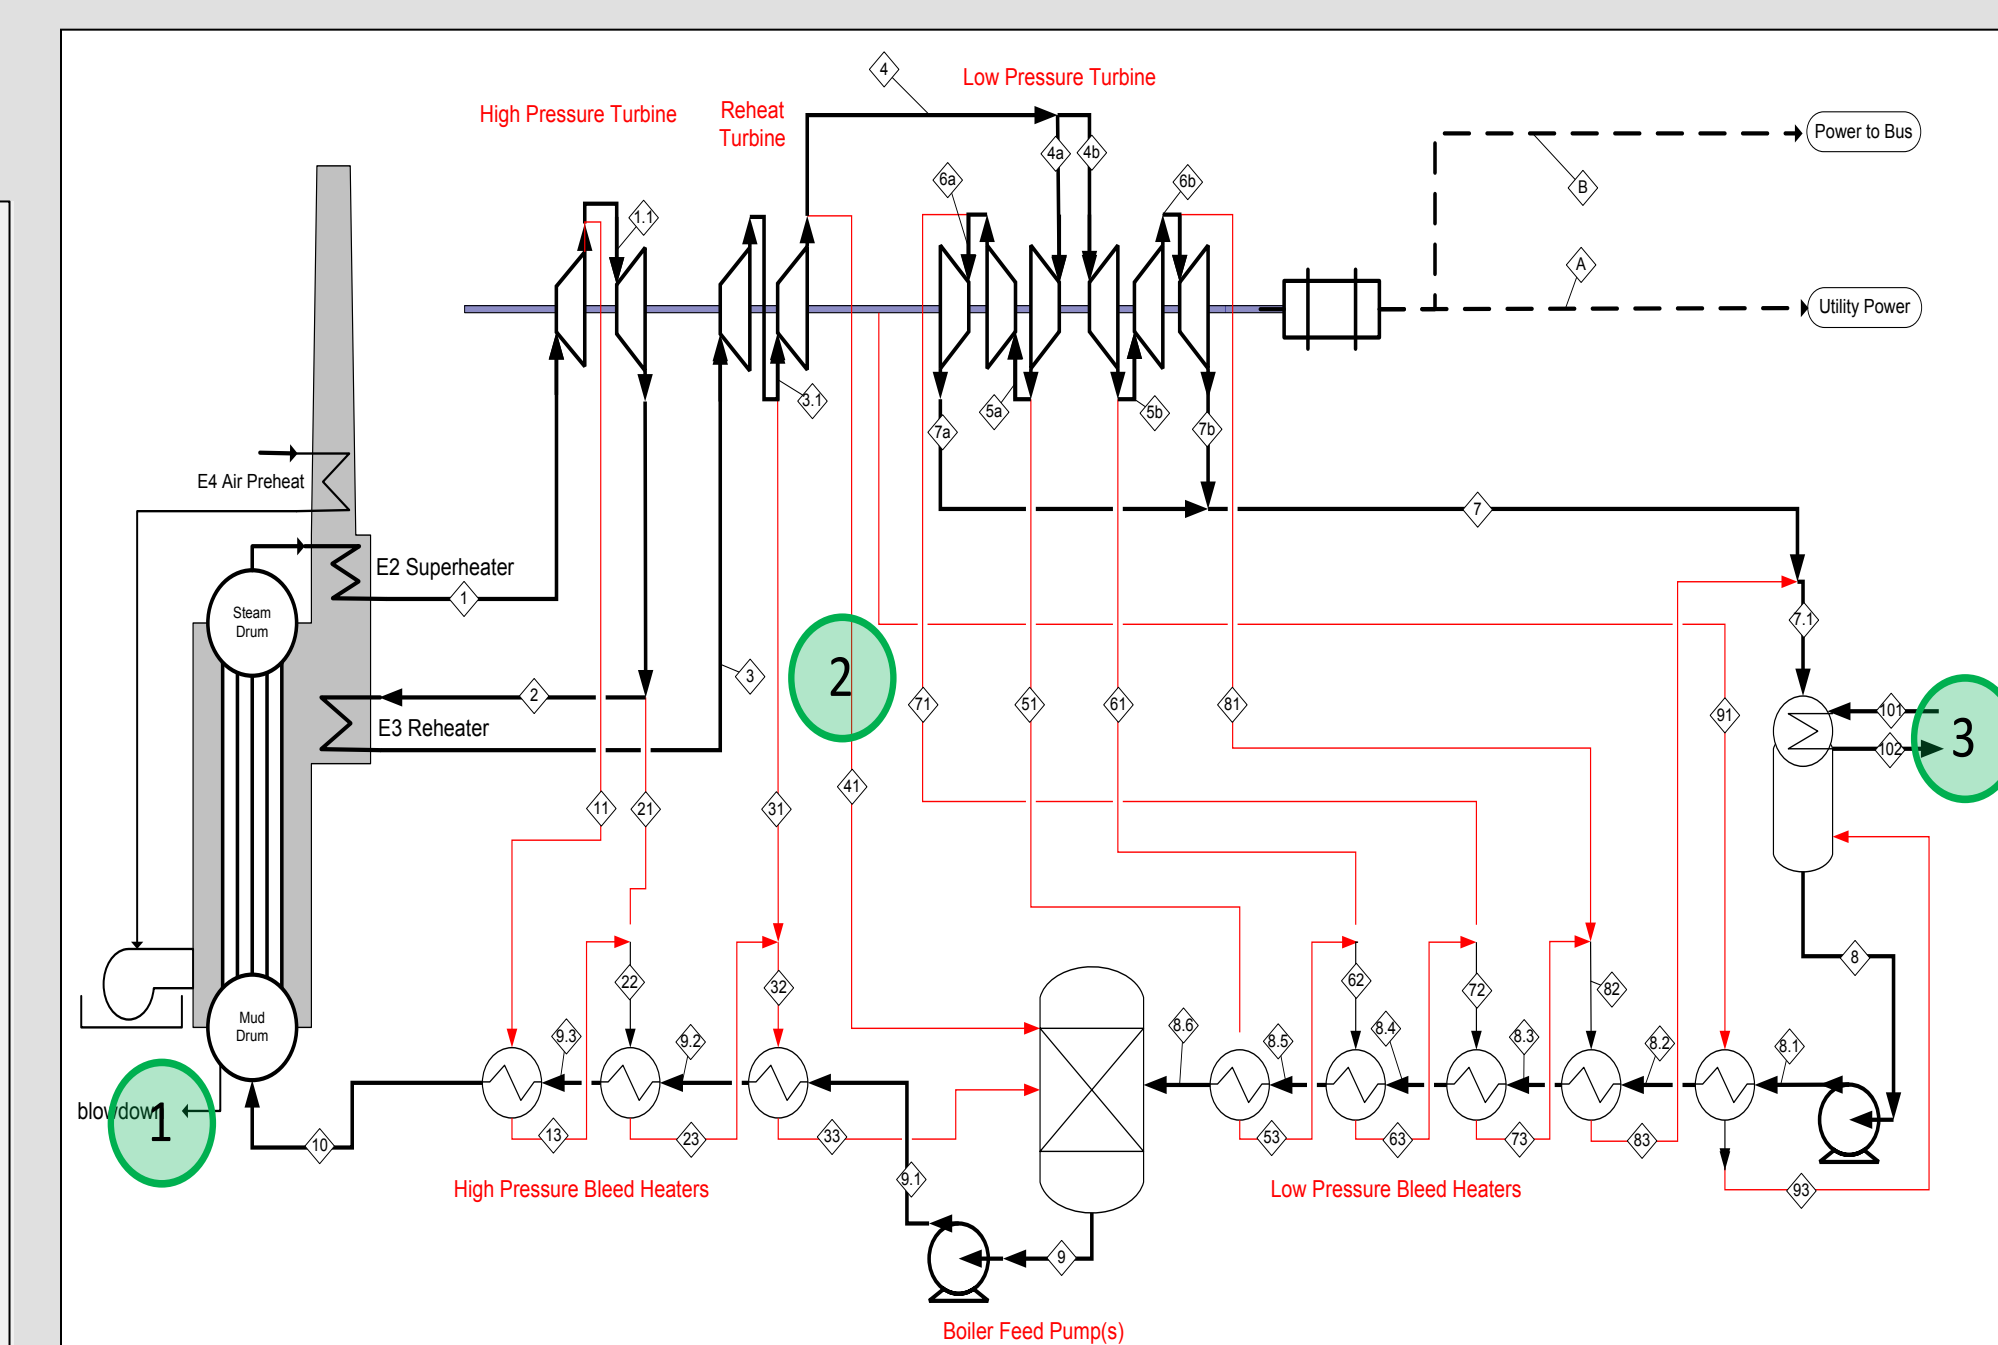 4
Low Pressure Turbine
High Pressure Turbine
Reheat
Turbine
Power to Bus
4a
4b
6a
6b
B
1.1
A
Utility Power
3.1
5a
5b
7a
7b
E4 Air Preheat
7
E2 Superheater
1
Steam
Drum
7.1
2
3
2
E3 Reheater
71
51
61
81
91
101
102
3
41
11
21
31
8
22
32
62
72
82
Mud
Drum
9.3
9.2
8.6
8.5
8.4
8.3
8.2
8.1
blowdown
1
10
13
23
33
53
63
73
83
High Pressure Bleed Heaters
9.1
Low Pressure Bleed Heaters
93
9
Boiler Feed Pump(s)